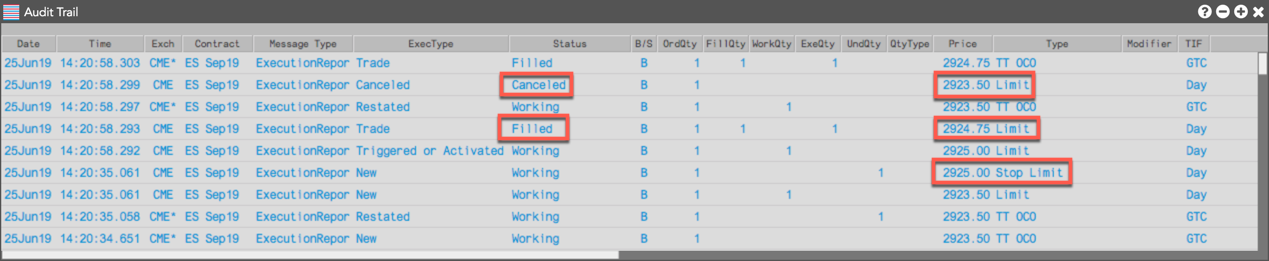 Audit Trail
Date Time Exch Contract Message Type ExecType Status B/S OrdQty FillQty WorkQty ExeQty UndQty QtyType Price Type Modifier TIF
25Jun19 14:20:58.303 CME* ES Sep19 ExecutionRepor Trade Filled B 1 1 1 2924.75 TT OCO GTC
25Jun19 14:20:58.299 CME ES Sep19 ExecutionRepor Canceled Canceled B 1 2923.50 Limit Day
25Jun19 14:20:58.297 CME* ES Sep19 ExecutionRepor Restated Working B 1 1 2923.50 TT OCO GTC
25Jun19 14:20:58.293 CME ES Sep19 ExecutionRepor Trade Filled B 1 1 1 2924.75 Limit Day
25Jun19 14:20:58.292 CME ES Sep19 ExecutionRepor Triggered or Activated Working B 1 1 2925.00 Limit Day
25Jun19 14:20:35.061 CME ES Sep19 ExecutionRepor New Working B 1 1 2925.00 Stop Limit Day
25Jun19 14:20:35.061 CME ES Sep19 ExecutionRepor New Working B 1 1 2923.50 Limit Day
25Jun19 14:20:35.058 CME* ES Sep19 ExecutionRepor Restated Working B 1 1 2923.50 TT OCO GTC
25Jun19 14:20:34.651 CME* ES Sep19 ExecutionRepor New Working B 1 2923.50 TT OCO GTC